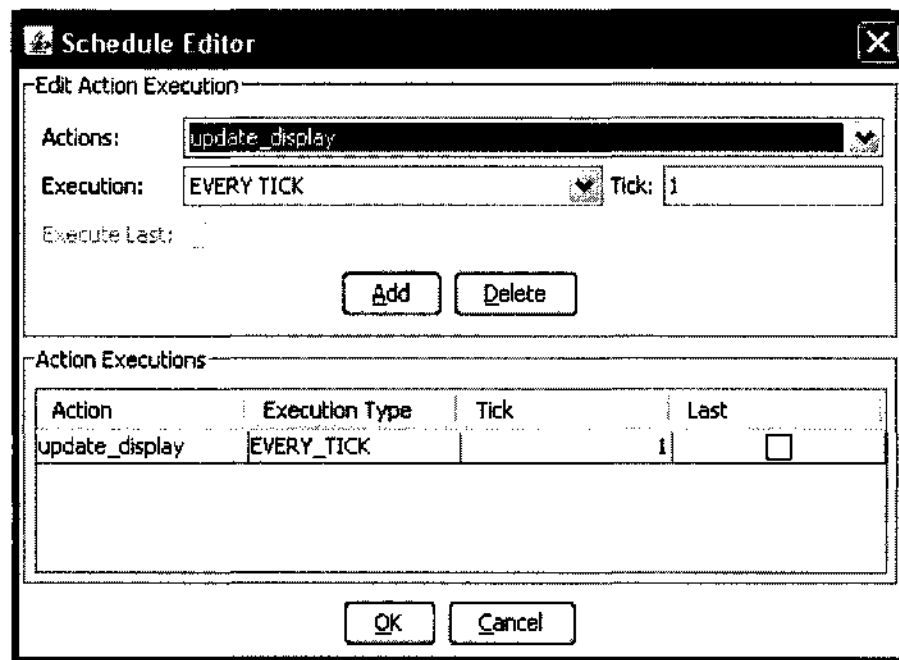 Schedule Editor
Edit Action Execution
Actions: update_display
Execution: EVERY TICK Tick: 1
Execute Last:
Add Delete
Action Executions
Action Execution Type Tick Last
update_display EVERY_TICK 1
OK Cancel